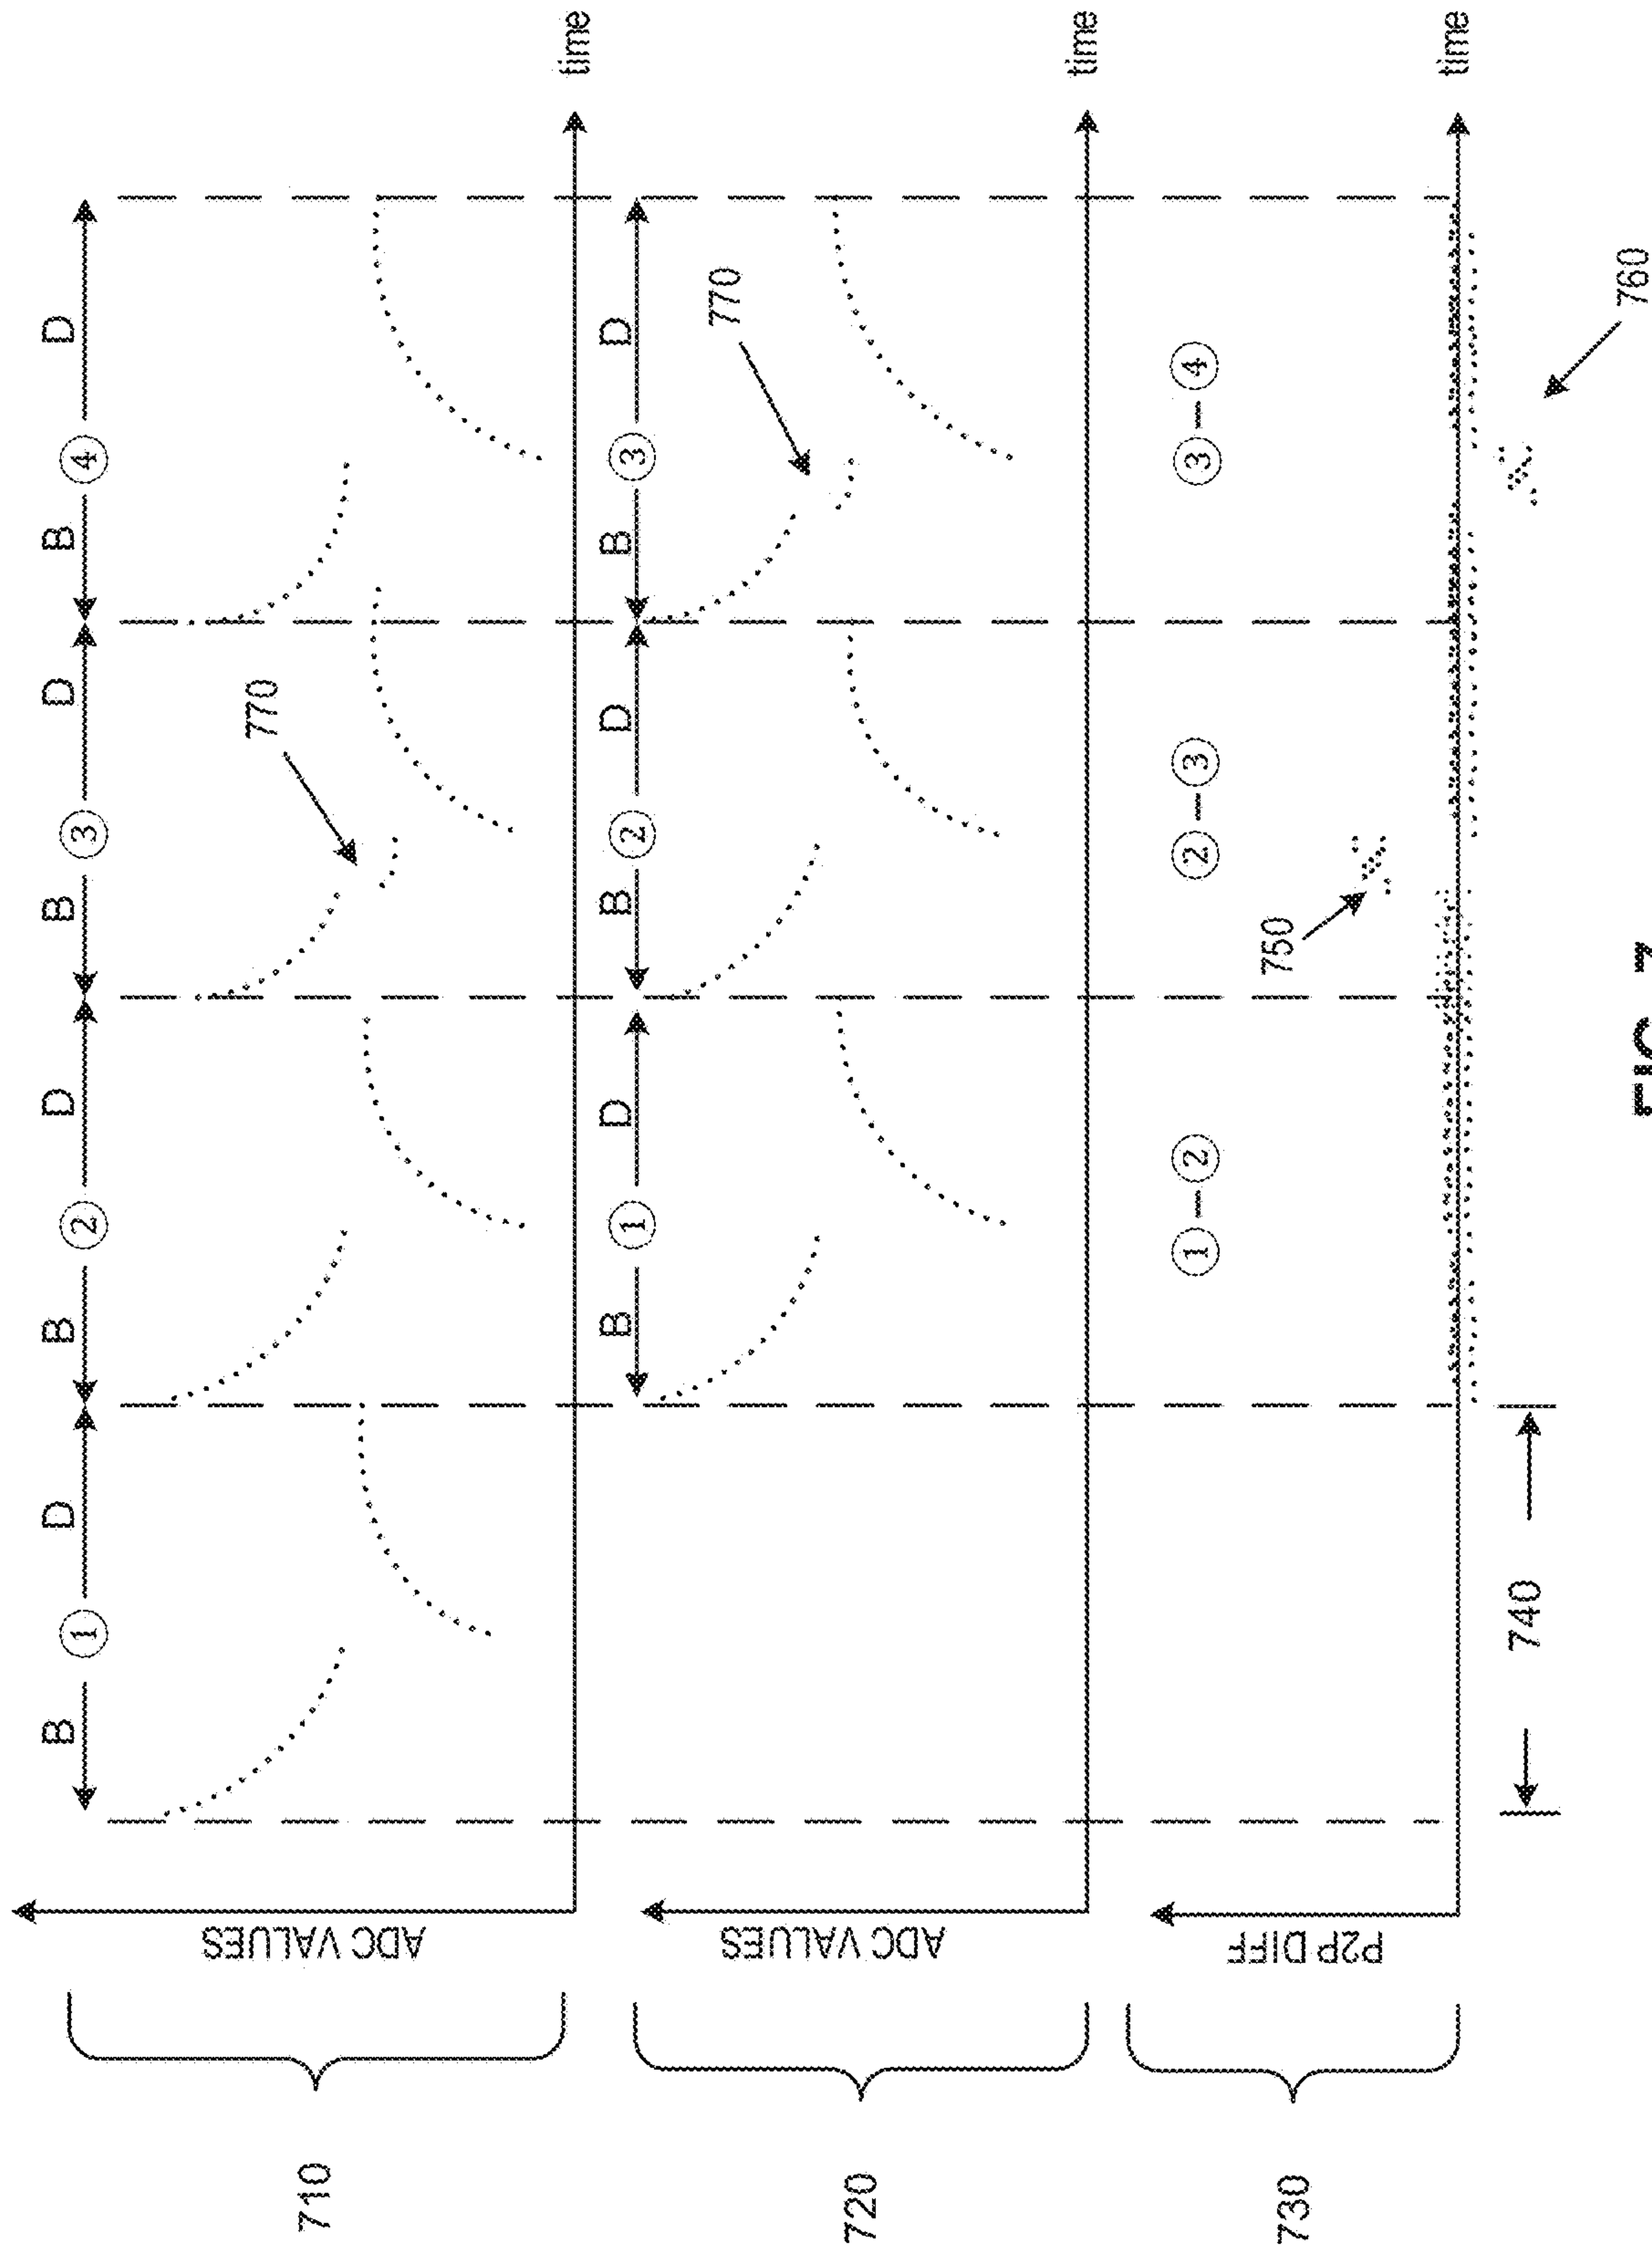 B ① D B ② D B ③ D B ④ D
770
710
ADC VALUES
time
B ① D B ② D B ③ D
770
720
ADC VALUES
time
①–② ②–③ ③–④
750
730
P2P DIFF
time
740
760